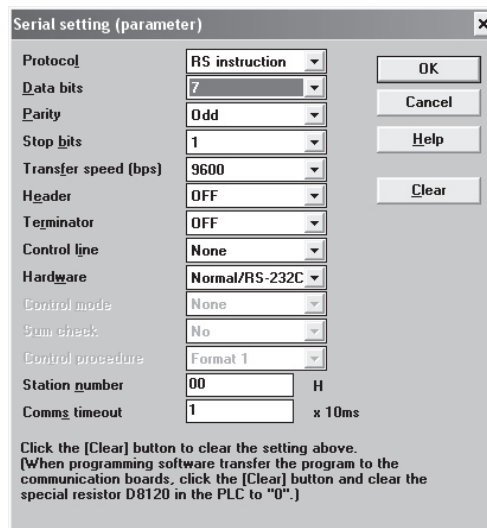 Serial setting (parameter)
Protocol RS instruction OK
Data bits 7
Cancel
Parity Odd
Stop bits 1 Help
Transfer speed (bps) 9600
Header OFF Clear
Terminator OFF
Control line None
Hardware Normal/RS-232C
Control mode None
Sum check No
Control procedure Format 1
Station number 00 H
Comms timeout 1 x 10ms
Click the [Clear] button to clear the setting above.
(When programming software transfer the program to the
communication boards, click the [Clear] button and clear the
special resistor D8120 in the PLC to "0".)